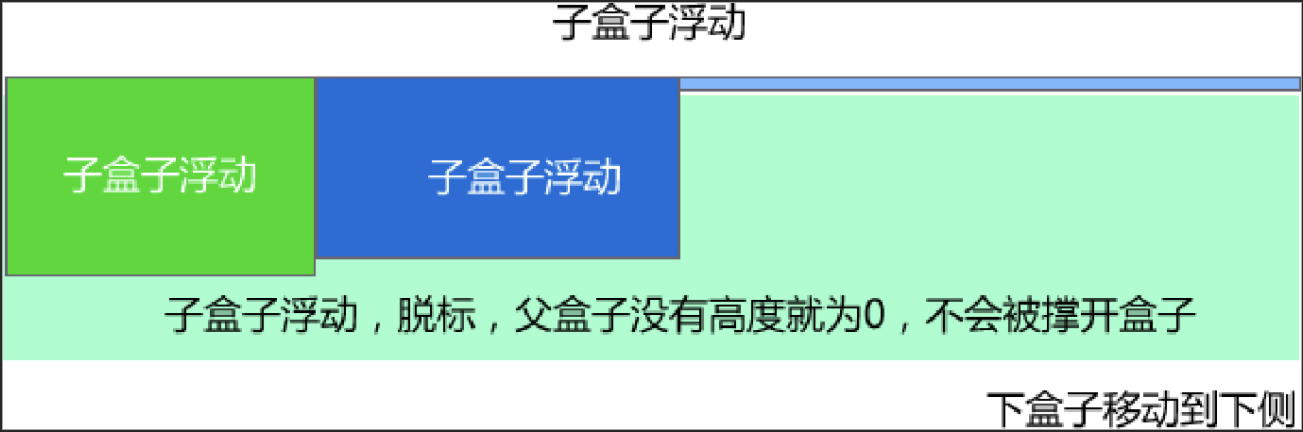 子盒子浮动
子盒子浮动
子盒子浮动
子盒子浮动，脱标，父盒子没有高度就为0，不会被撑开盒子
下盒子移动到下侧